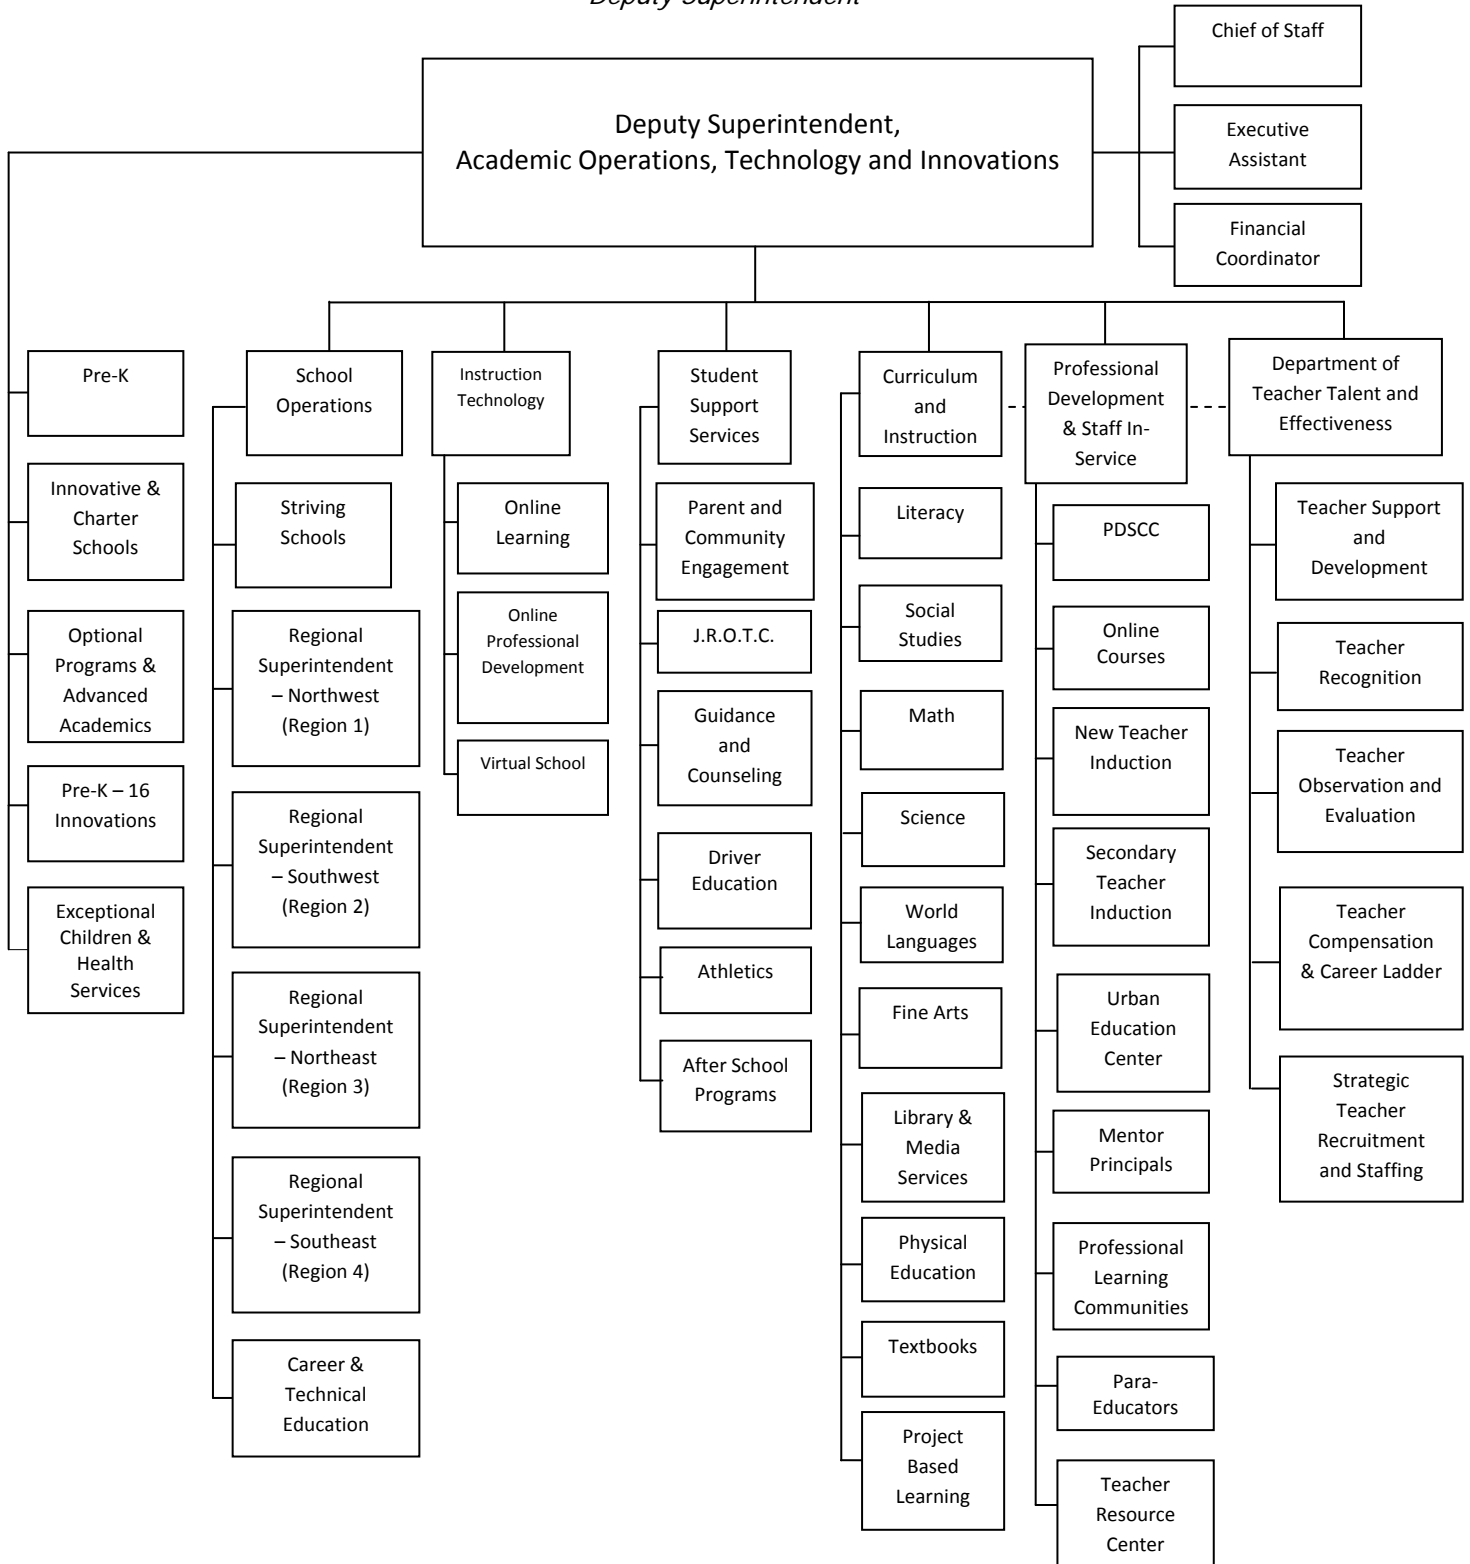 Deputy Superintendent
Chief of Staff
Deputy Superintendent,
Academic Operations, Technology and Innovations
Executive
Assistant
Financial
Coordinator
Pre-K
Innovative &
Charter
Schools
Optional
Programs &
Advanced
Academics
Pre-K – 16
Innovations
Exceptional
Children &
Health
Services
School
Operations
Striving
Schools
Regional
Superintendent
– Northwest
(Region 1)
Regional
Superintendent
– Southwest
(Region 2)
Regional
Superintendent
– Northeast
(Region 3)
Regional
Superintendent
– Southeast
(Region 4)
Career &
Technical
Education
Instruction
Technology
Online
Learning
Online
Professional
Development
Virtual School
Student
Support
Services
Parent and
Community
Engagement
J.R.O.T.C.
Guidance
and
Counseling
Driver
Education
Athletics
After School
Programs
Curriculum
and
Instruction
Literacy
Social
Studies
Math
Science
World
Languages
Fine Arts
Library &
Media
Services
Physical
Education
Textbooks
Project
Based
Learning
Professional
Development
& Staff In-
Service
PDSCC
Online
Courses
New Teacher
Induction
Secondary
Teacher
Induction
Urban
Education
Center
Mentor
Principals
Professional
Learning
Communities
Para-
Educators
Teacher
Resource
Center
Department of
Teacher Talent and
Effectiveness
Teacher Support
and
Development
Teacher
Recognition
Teacher
Observation and
Evaluation
Teacher
Compensation
& Career Ladder
Strategic
Teacher
Recruitment
and Staffing